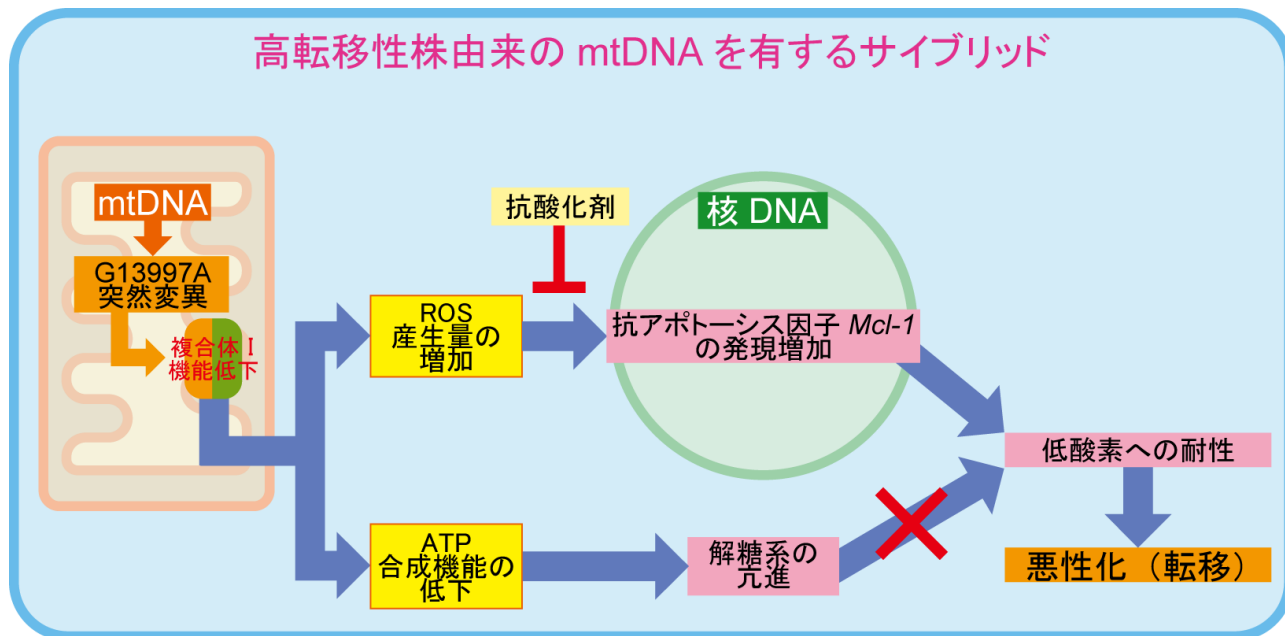 高転移性株由来の mtDNA を有するサイブリッド
mtDNA
G13997A
突然変異
複合体 I
機能低下
抗酸化剤
核 DNA
ROS
産生量の
増加
抗アポトーシス因子 Mcl-1
の発現増加
低酸素への耐性
ATP
合成機能の
低下
解糖系の
亢進
悪性化（転移）